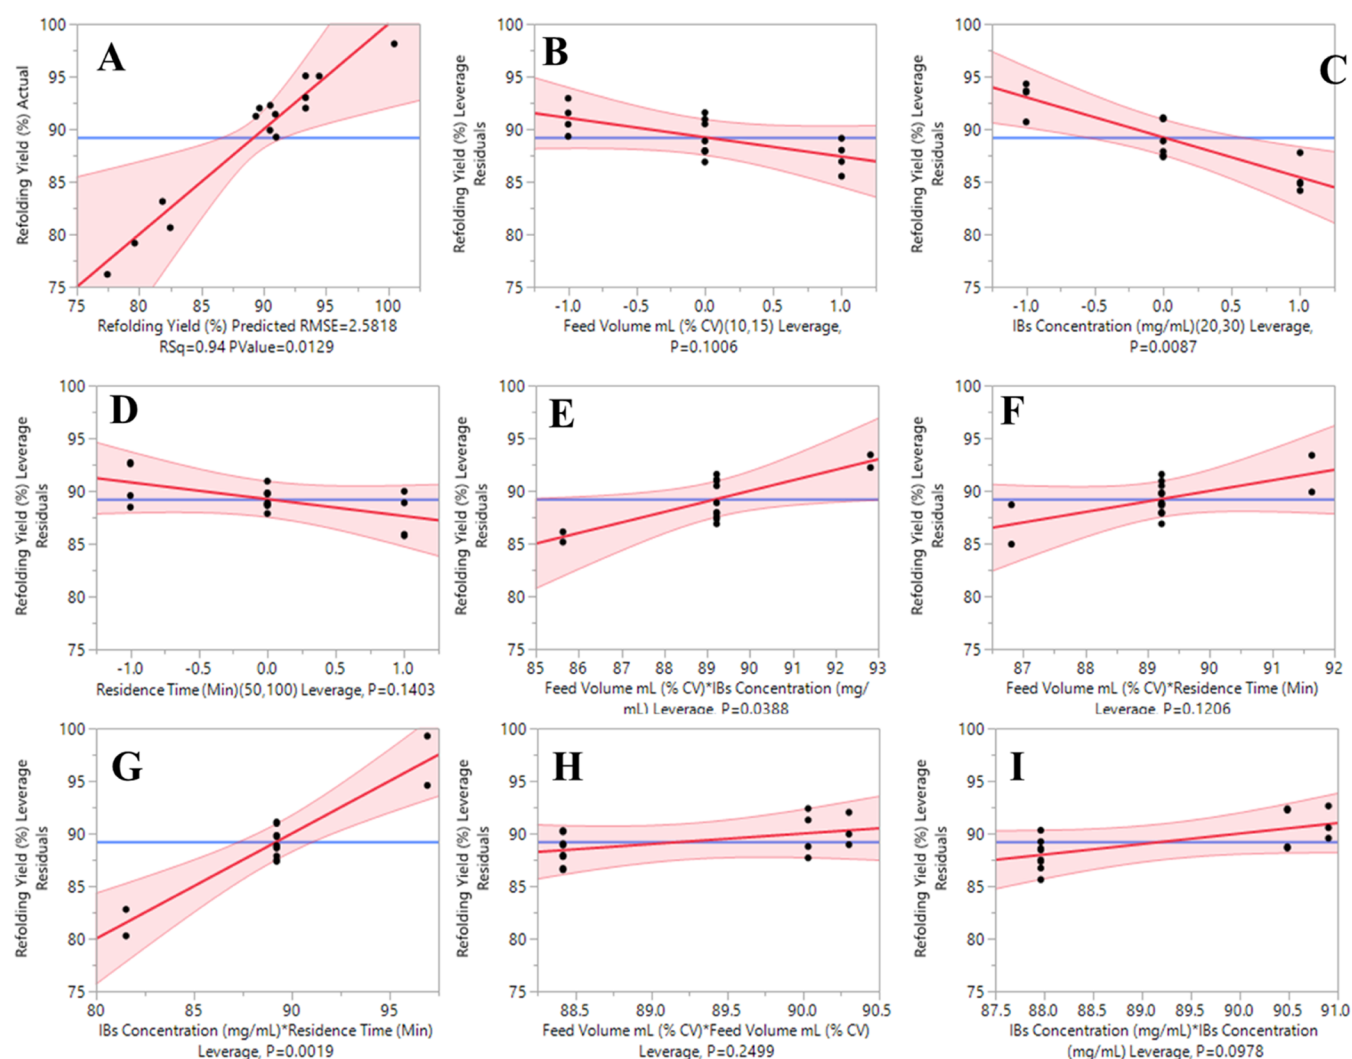 A
100
95
90
85
80
75
Refolding Yield (%) Actual
75 80 85 90 95 100
Refolding Yield (%) Predicted RMSE=2.5818
RSq=0.94 PValue=0.0129
B
100
95
90
85
80
75
Refolding Yield (%) Leverage
Residuals
-1.0 -0.5 0.0 0.5 1.0
Feed Volume mL (% CV)(10,15) Leverage,
P=0.1006
C
100
95
90
85
80
75
Refolding Yield (%) Leverage
Residuals
-1.0 -0.5 0.0 0.5 1.0
IBs Concentration (mg/mL)(20,30) Leverage,
P=0.0087
D
100
95
90
85
80
75
Refolding Yield (%) Leverage
Residuals
-1.0 -0.5 0.0 0.5 1.0
Residence Time (Min)(50,100) Leverage, P=0.1403
E
100
95
90
85
80
75
Refolding Yield (%) Leverage
Residuals
85 86 87 88 89 90 91 92 93
Feed Volume mL (% CV)*IBs Concentration (mg/
mL) Leverage, P=0.0388
F
100
95
90
85
80
75
Refolding Yield (%) Leverage
Residuals
87 88 89 90 91 92
Feed Volume mL (% CV)*Residence Time (Min)
Leverage, P=0.1206
G
100
95
90
85
80
75
Refolding Yield (%) Leverage
Residuals
80 85 90 95
IBs Concentration (mg/mL)*Residence Time (Min)
Leverage, P=0.0019
H
100
95
90
85
80
75
Refolding Yield (%) Leverage
Residuals
88.5 89.0 89.5 90.0 90.5
Feed Volume mL (% CV)*Feed Volume mL (% CV)
Leverage, P=0.2499
I
100
95
90
85
80
75
Refolding Yield (%) Leverage
Residuals
87.5 88.0 88.5 89.0 89.5 90.0 90.5 91.0
IBs Concentration (mg/mL)*IBs Concentration
(mg/mL) Leverage, P=0.0978